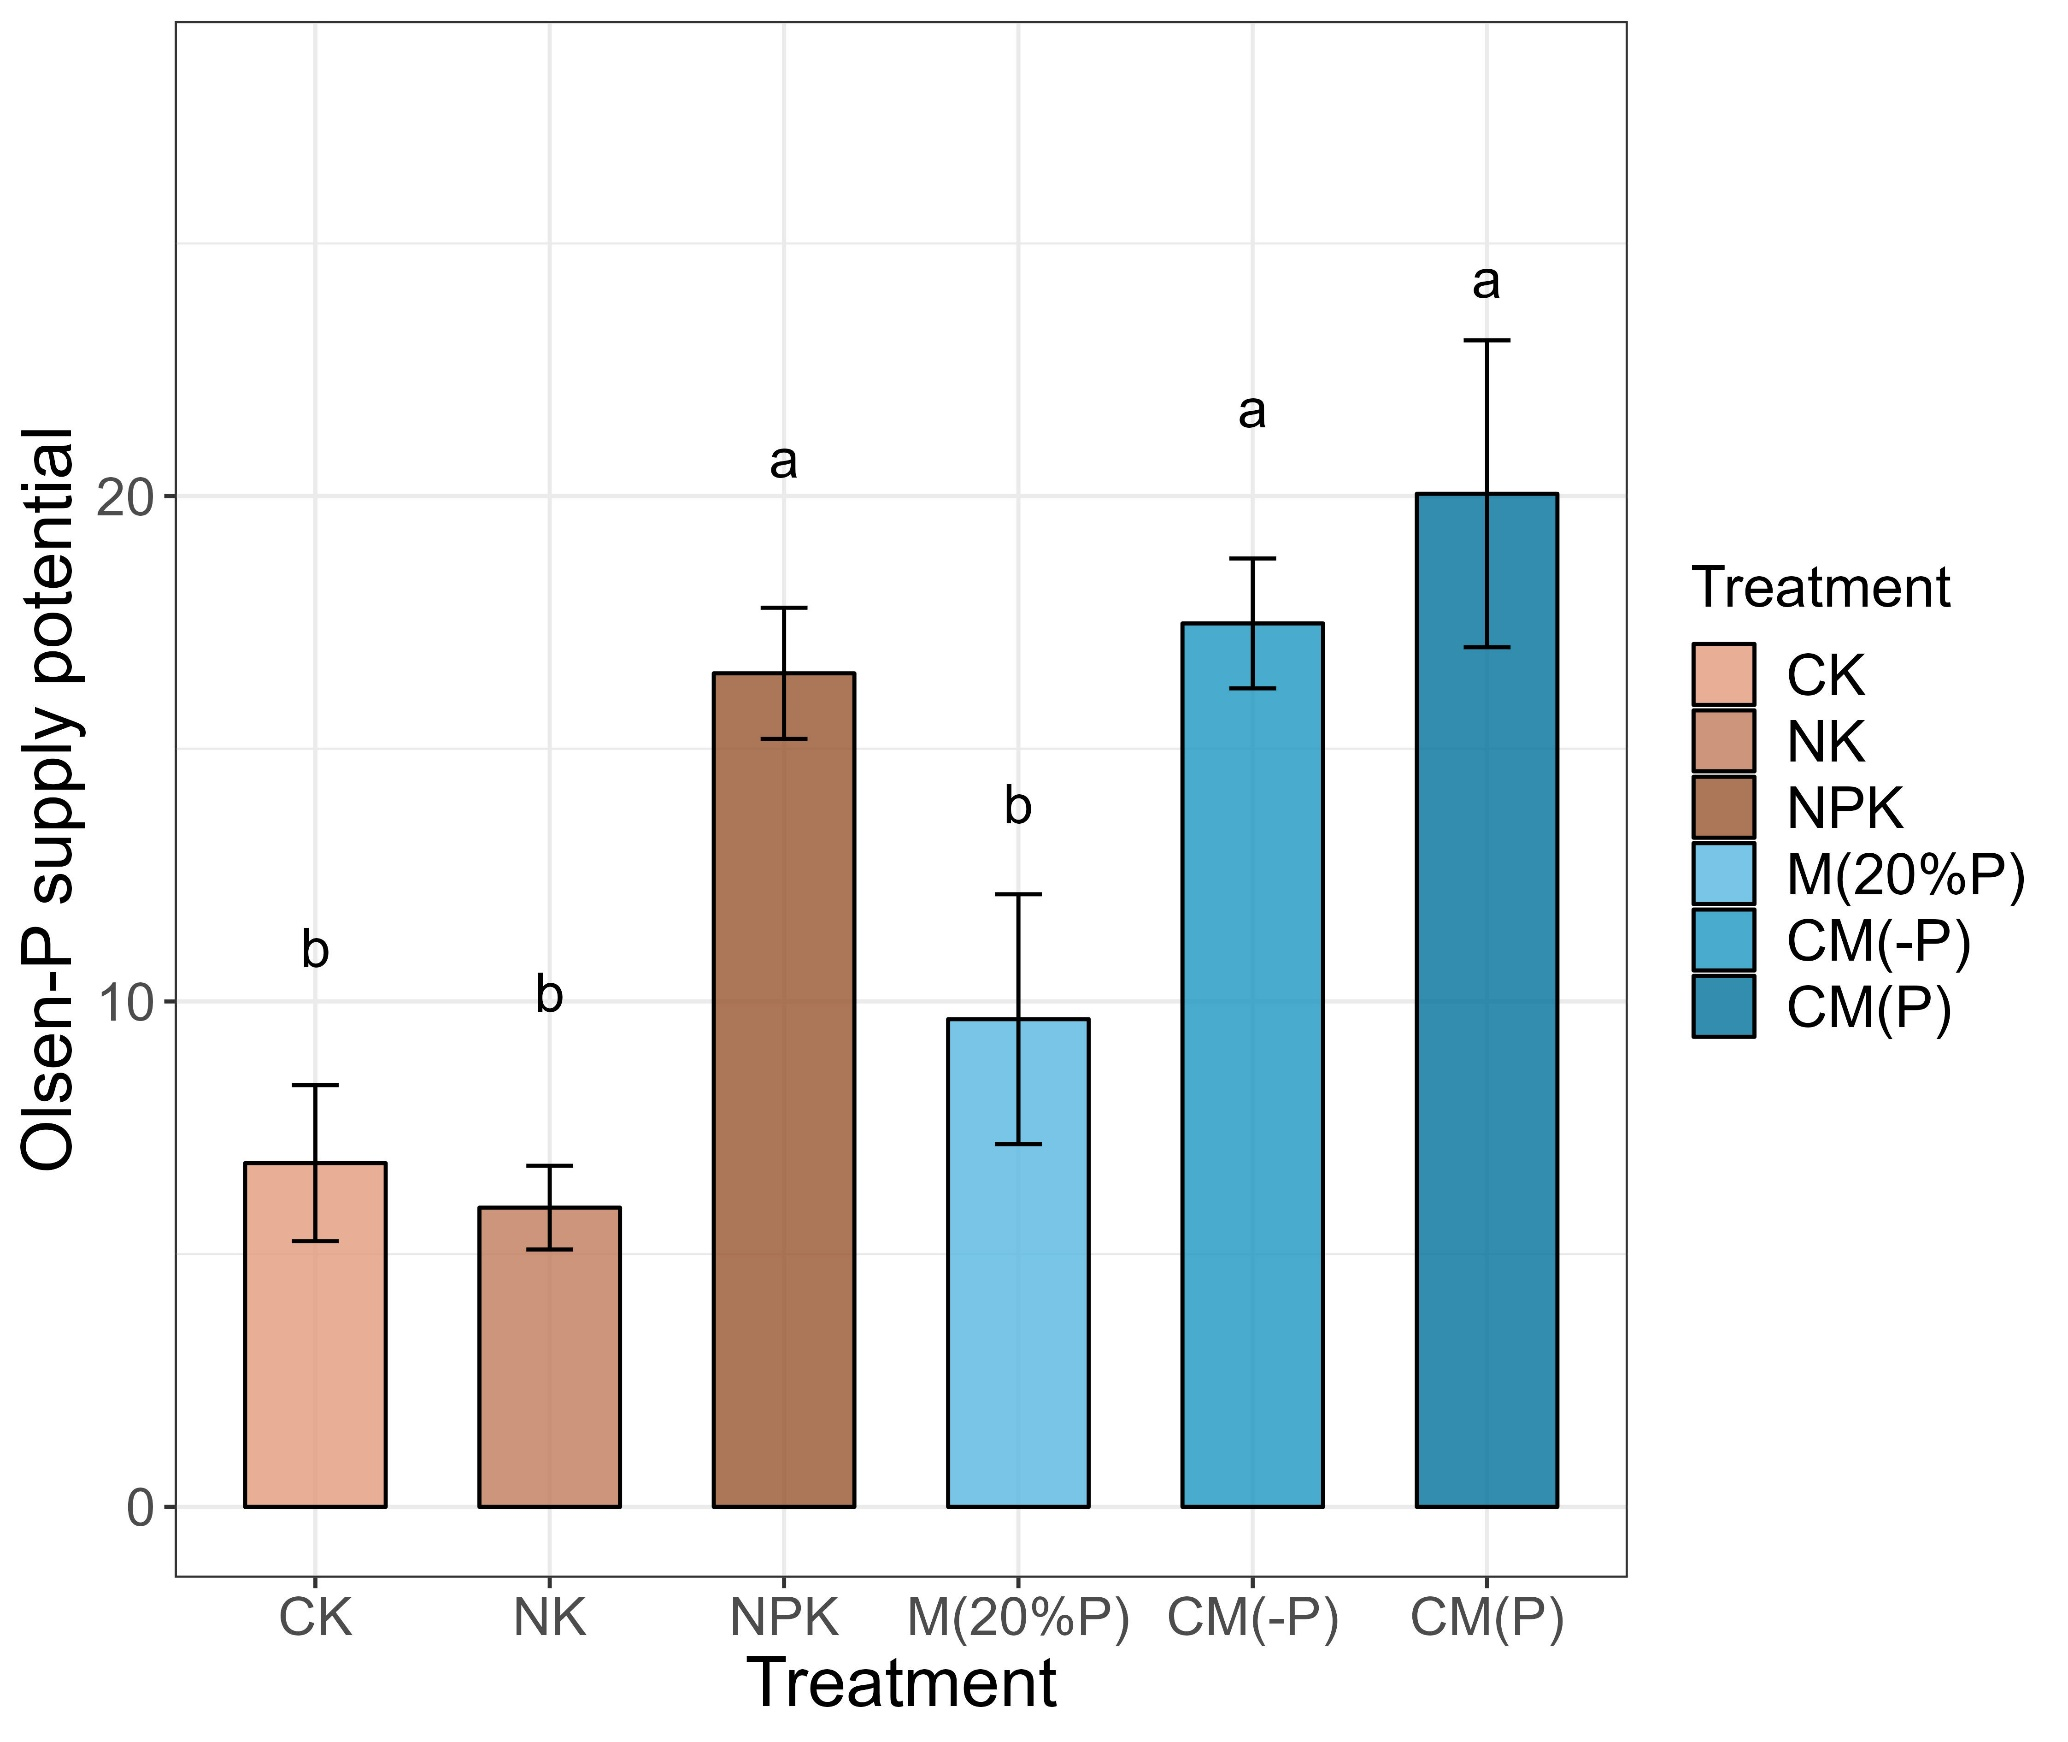 Olsen-P supply potential
20
10
0
b
b
a
b
a
a
CK
NK
NPK
M(20%P)
CM(-P)
CM(P)
Treatment
Treatment
CK
NK
NPK
M(20%P)
CM(-P)
CM(P)